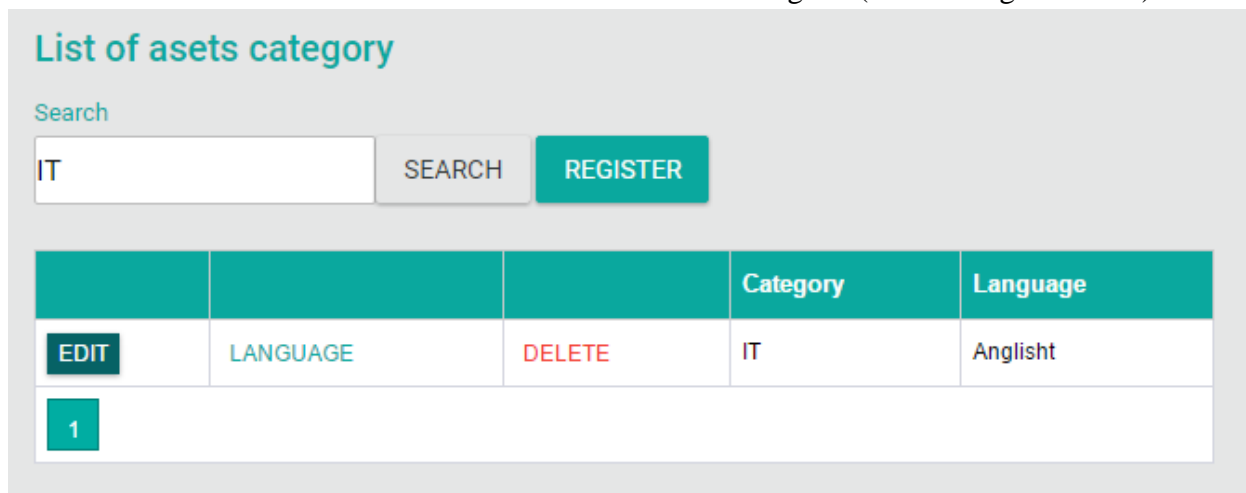 List of asets category
Search
IT SEARCH REGISTER
Category Language
EDIT LANGUAGE DELETE IT Anglisht
1